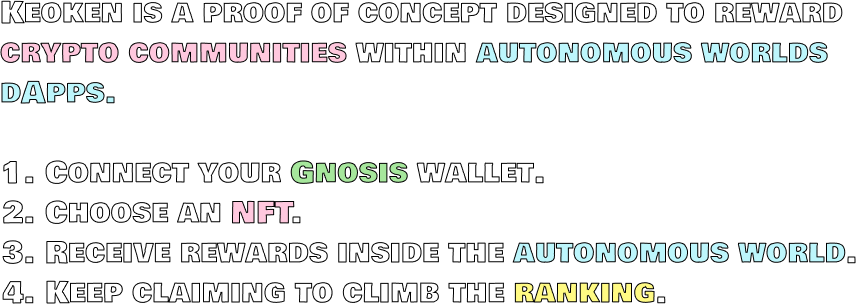 Keoken is a proof of concept designed to reward
crypto communities within autonomous worlds
dApps.
1. Connect your Gnosis wallet.
2. Choose an NFT.
3. Receive rewards inside the autonomous world.
4. Keep claiming to climb the ranking.